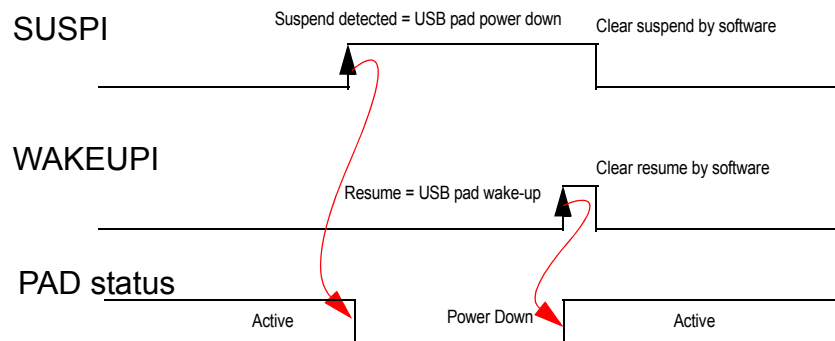 SUSPI
Suspend detected = USB pad power down
Clear suspend by software
WAKEUPI
Clear resume by software
Resume = USB pad wake-up
PAD status
Active
Power Down
Active